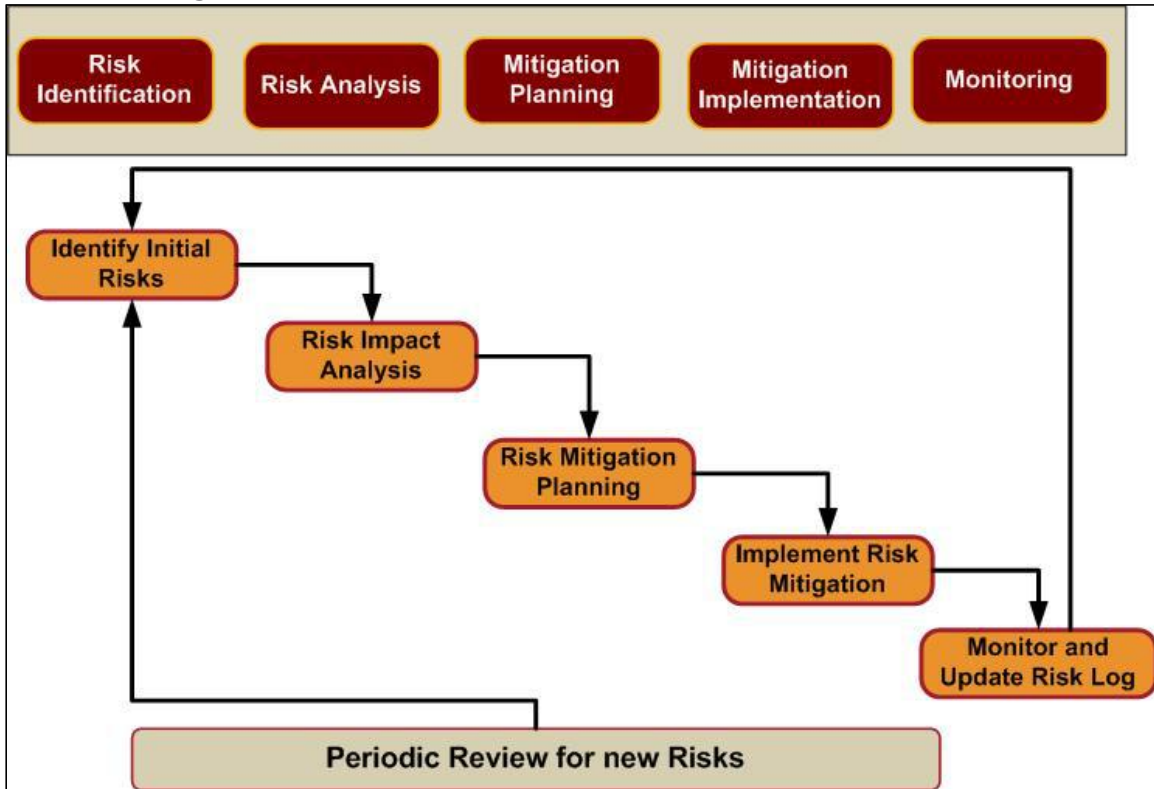 Risk
Identification
Risk Analysis
Mitigation
Planning
Mitigation
Implementation
Monitoring
Identify Initial
Risks
Risk Impact
Analysis
Risk Mitigation
Planning
Implement Risk
Mitigation
Monitor and
Update Risk Log
Periodic Review for new Risks